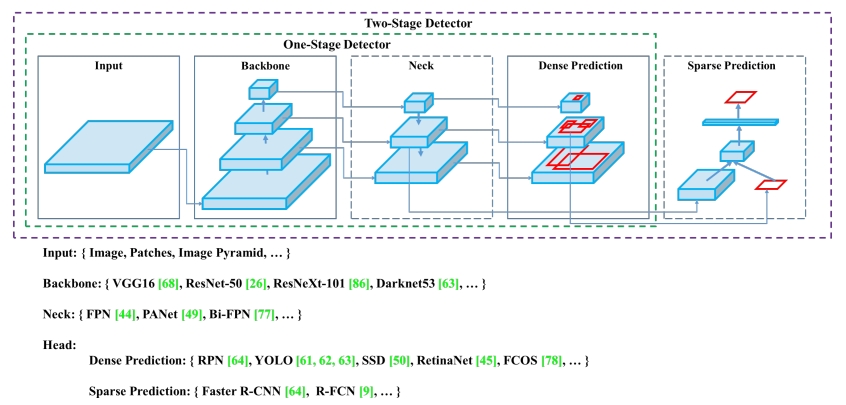 Two-Stage Detector
One-Stage Detector
Input
Backbone
Neck
Dense Prediction
Sparse Prediction
Input: { Image, Patches, Image Pyramid, … }
Backbone: { VGG16 [68], ResNet-50 [26], ResNeXt-101 [86], Darknet53 [63], … }
Neck: { FPN [44], PANet [49], Bi-FPN [77], … }
Head:
Dense Prediction: { RPN [64], YOLO [61, 62, 63], SSD [50], RetinaNet [45], FCOS [78], … }
Sparse Prediction: { Faster R-CNN [64], R-FCN [9], … }